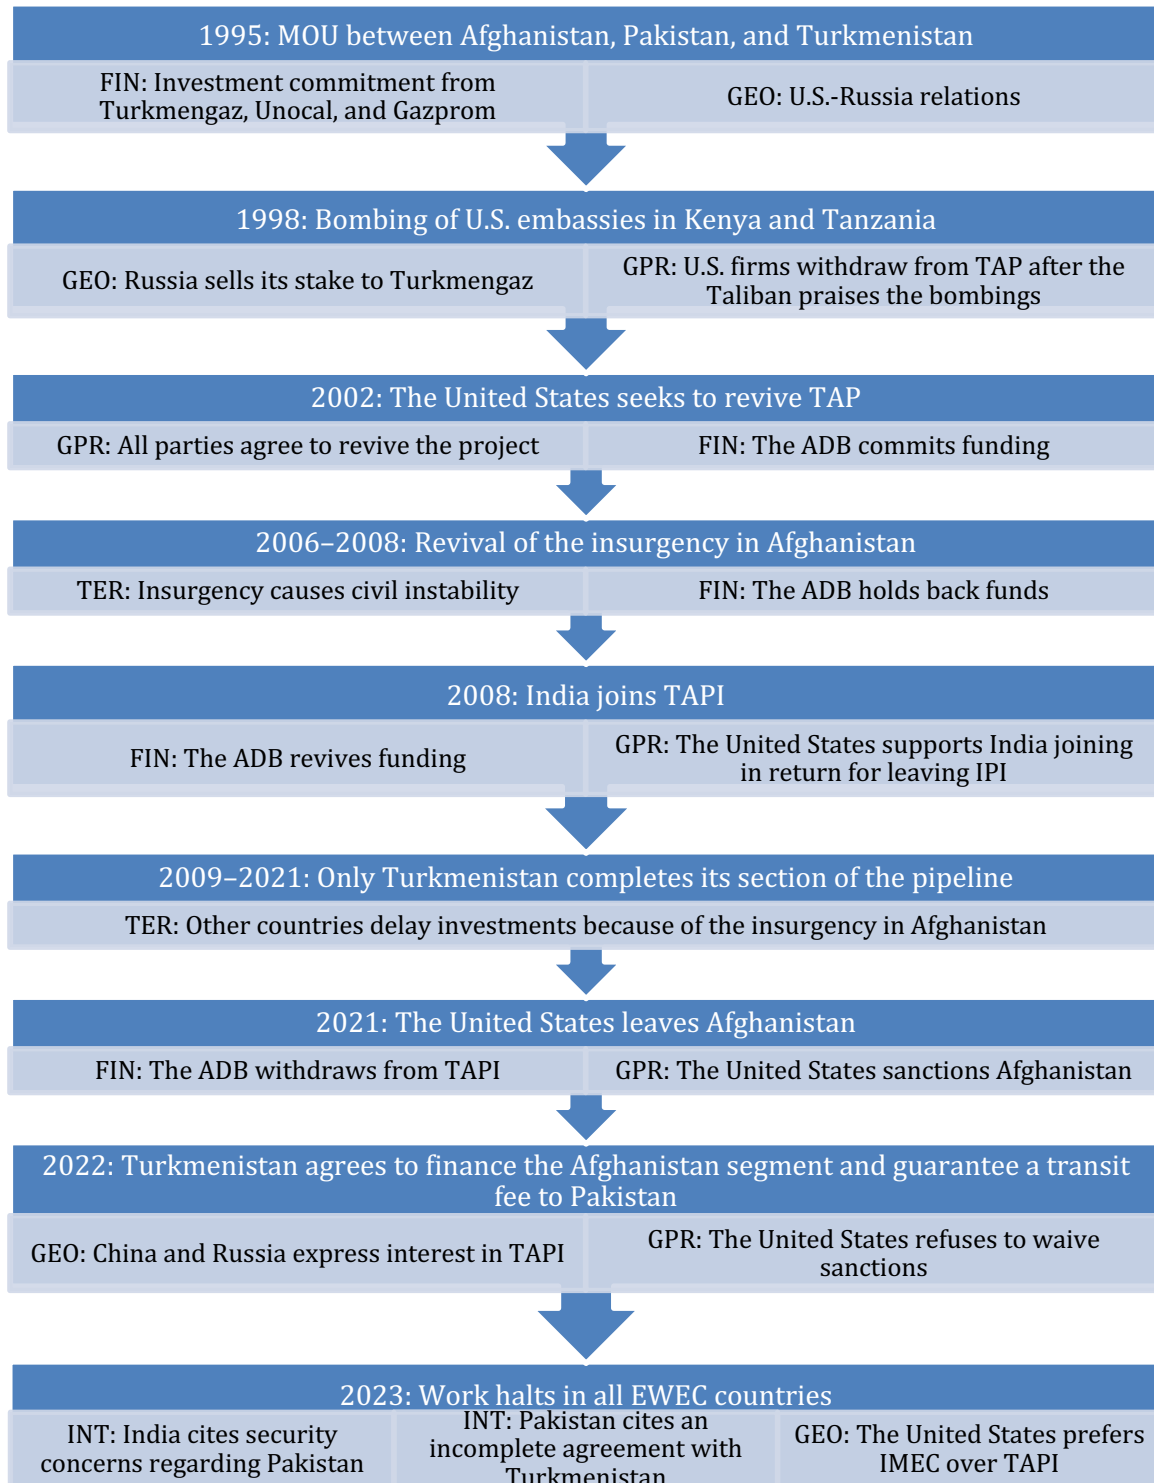 1995: MOU between Afghanistan, Pakistan, and Turkmenistan
FIN: Investment commitment from
Turkmengaz, Unocal, and Gazprom
GEO: U.S.-Russia relations
1998: Bombing of U.S. embassies in Kenya and Tanzania
GEO: Russia sells its stake to Turkmengaz
GPR: U.S. firms withdraw from TAP after the
Taliban praises the bombings
2002: The United States seeks to revive TAP
GPR: All parties agree to revive the project
FIN: The ADB commits funding
2006–2008: Revival of the insurgency in Afghanistan
TER: Insurgency causes civil instability
FIN: The ADB holds back funds
2008: India joins TAPI
FIN: The ADB revives funding
GPR: The United States supports India joining
in return for leaving IPI
2009–2021: Only Turkmenistan completes its section of the pipeline
TER: Other countries delay investments because of the insurgency in Afghanistan
2021: The United States leaves Afghanistan
FIN: The ADB withdraws from TAPI
GPR: The United States sanctions Afghanistan
2022: Turkmenistan agrees to finance the Afghanistan segment and guarantee a transit
fee to Pakistan
GEO: China and Russia express interest in TAPI
GPR: The United States refuses to waive
sanctions
2023: Work halts in all EWEC countries
INT: India cites security
concerns regarding Pakistan
INT: Pakistan cites an
incomplete agreement with
Turkmenistan
GEO: The United States prefers
IMEC over TAPI